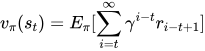 v_π(s_t) = E_π[∑_{i=t}^{∞} γ^{i−t} r_{i−t+1}]